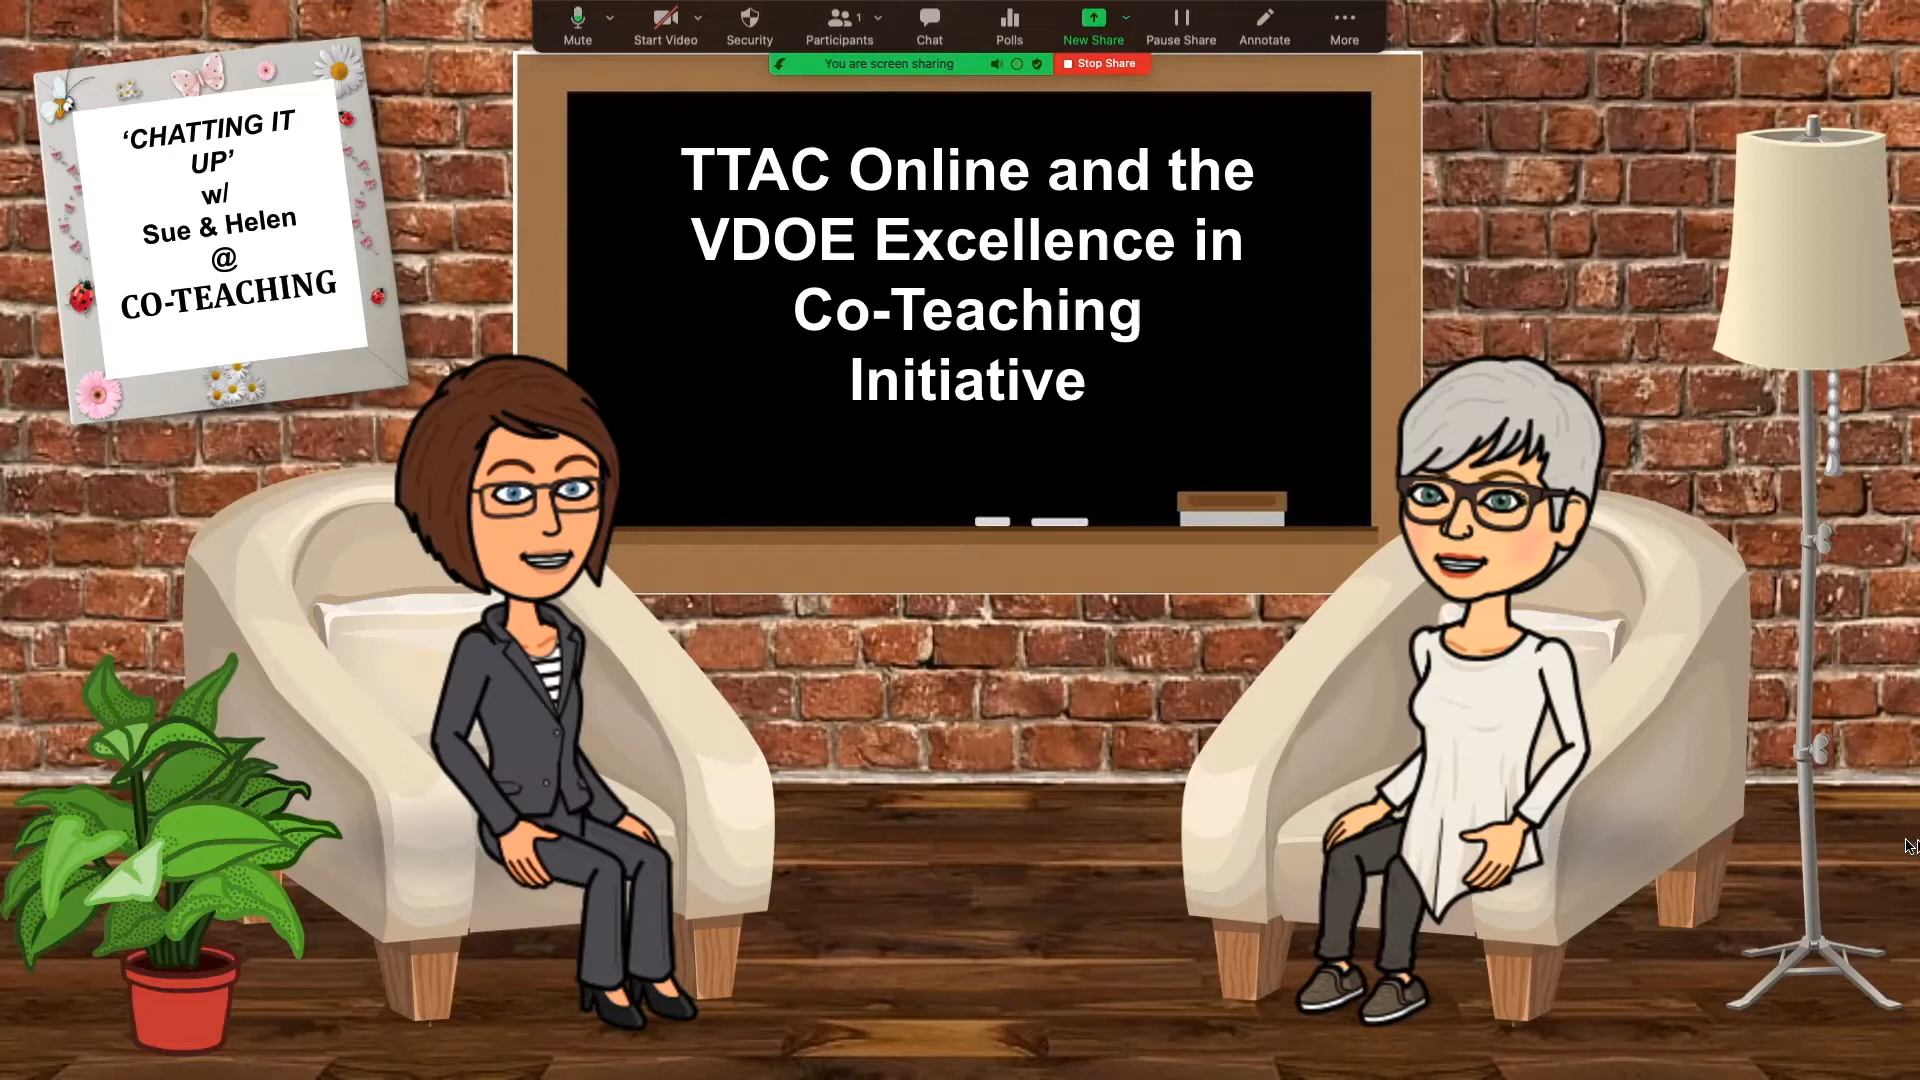 Mute
Start Video
Security
1
Participants
Chat
Polls
New Share
Pause Share
Annotate
More
You are screen sharing
Stop Share
‘CHATTING IT
UP’
w/
Sue & Helen
@
CO-TEACHING
TTAC Online and the
VDOE Excellence in
Co-Teaching
Initiative